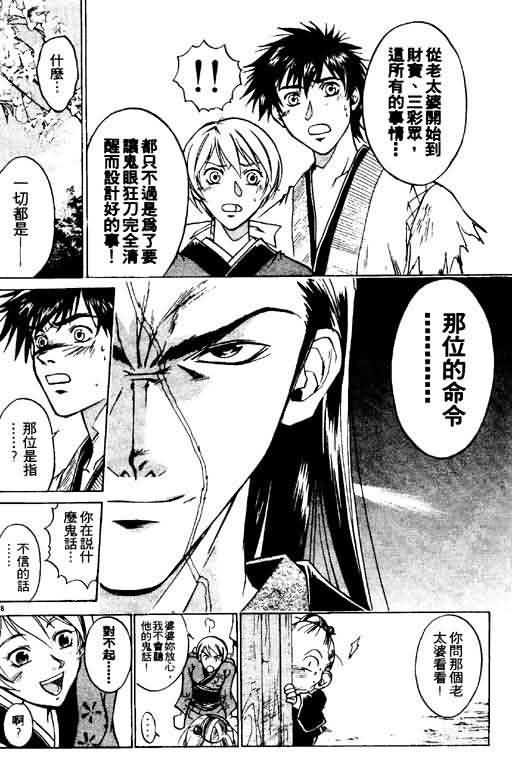 從老太婆開始到
財寶、三彩眾，
這所有的事情…
!!
都只不過是為了要
讓鬼眼狂刀完全清
醒而設計好的事！
什麼…
一切都是——
那位的命令
…………
那位是指
……？
你在說什
麼鬼話…
不信的話
你問那個老
太婆看看！
婆婆妳放心，
我不會聽
他的鬼話！
……
對不起……
啊？
8